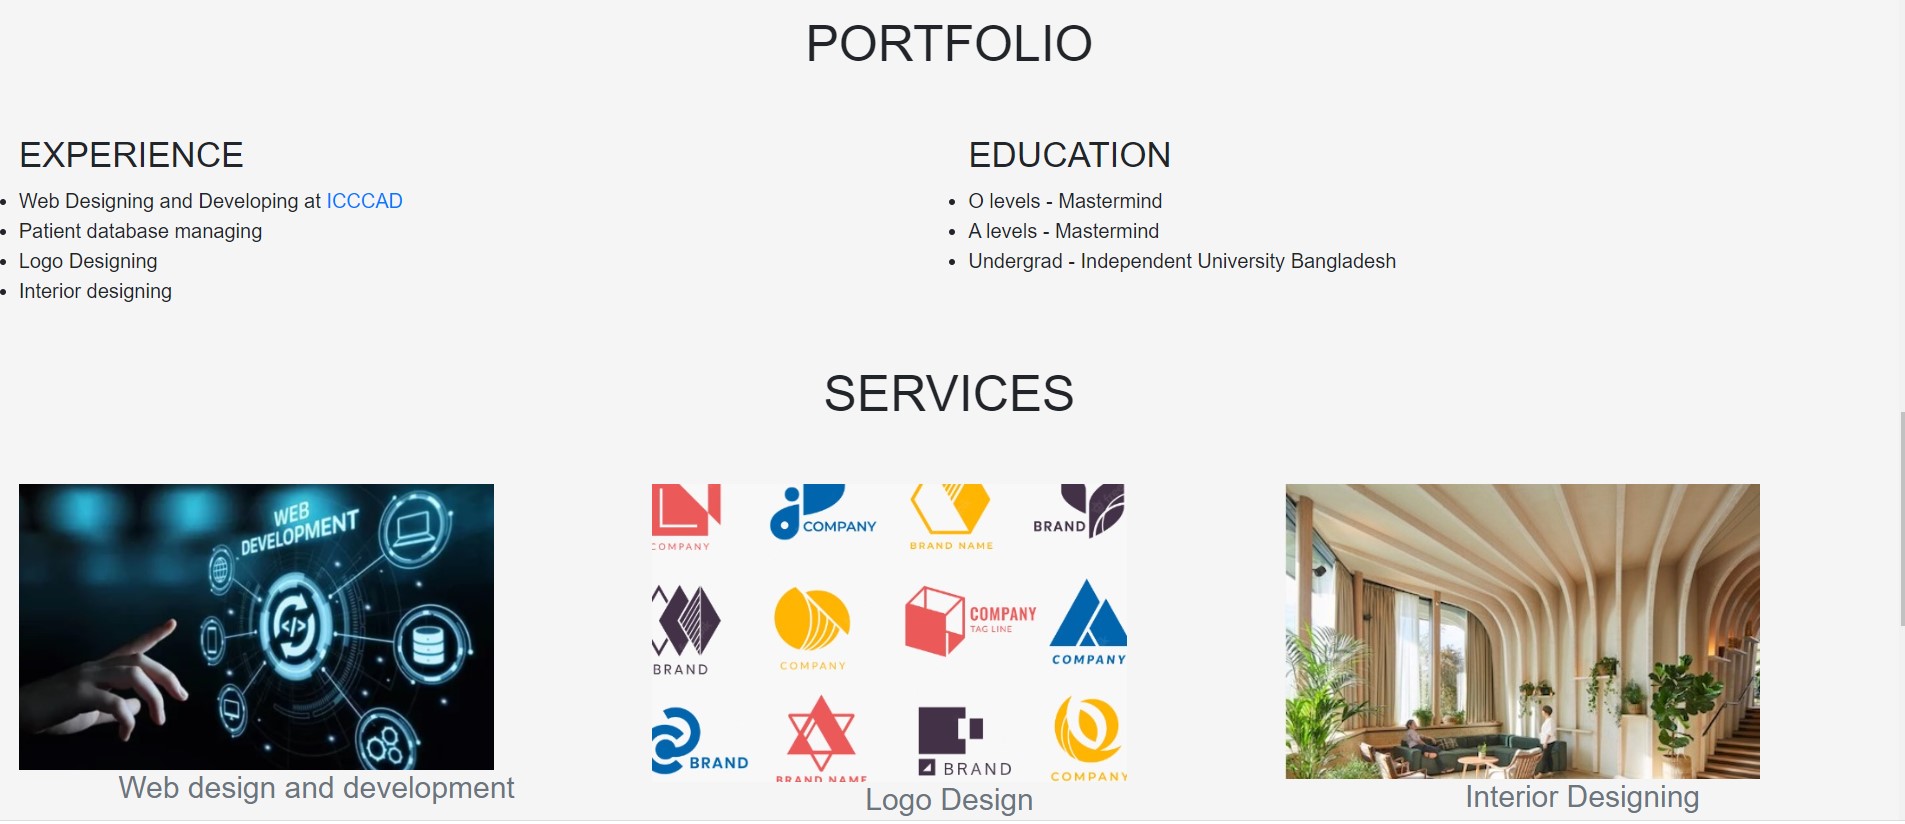 PORTFOLIO
EXPERIENCE
Web Designing and Developing at ICCCAD
Patient database managing
Logo Designing
Interior designing
EDUCATION
O levels - Mastermind
A levels - Mastermind
Undergrad - Independent University Bangladesh
SERVICES
WEB
DEVELOPMENT
</>
Web design and development
COMPANY
COMPANY
BRAND NAME
BRAND
BRAND
COMPANY
COMPANY
TAG LINE
COMPANY
BRAND
BRAND NAME
BRAND
COMPANY
Logo Design
Interior Designing